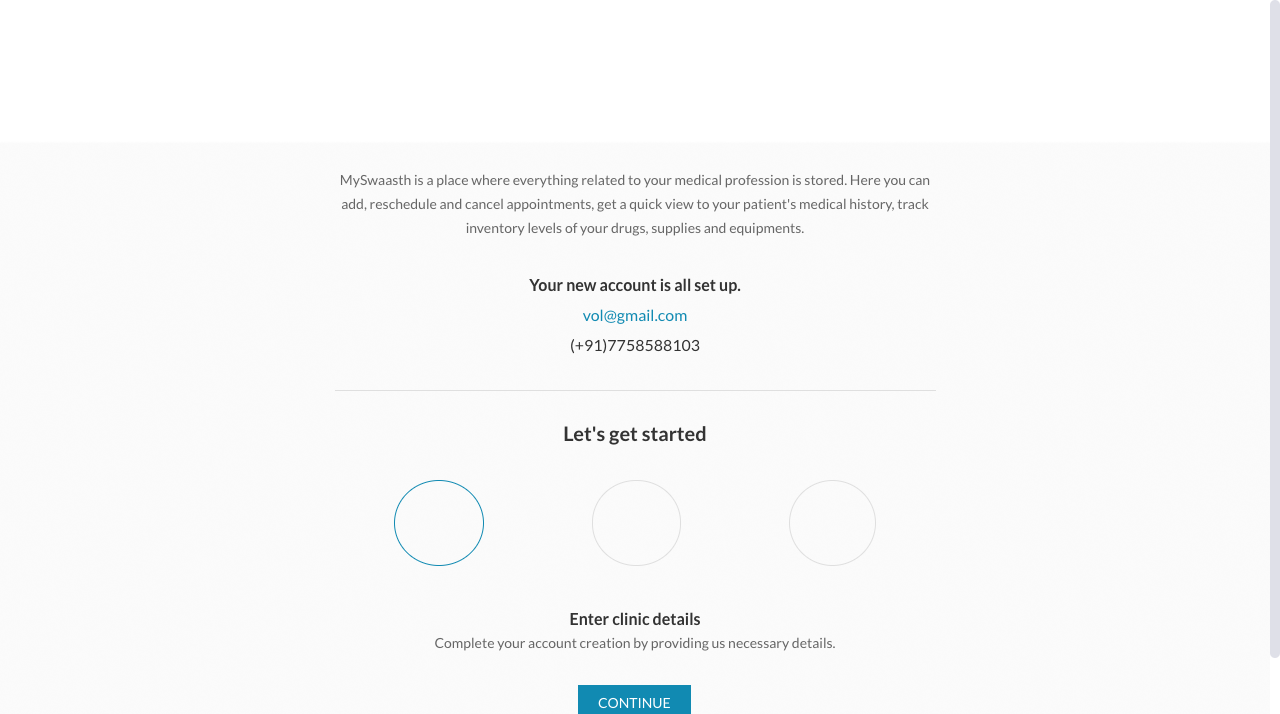 MySwaasth is a place where everything related to your medical profession is stored. Here you can
add, reschedule and cancel appointments, get a quick view to your patient's medical history, track
inventory levels of your drugs, supplies and equipments.
Your new account is all set up.
vol@gmail.com
(+91)7758588103
Let's get started
Enter clinic details
Complete your account creation by providing us necessary details.
CONTINUE